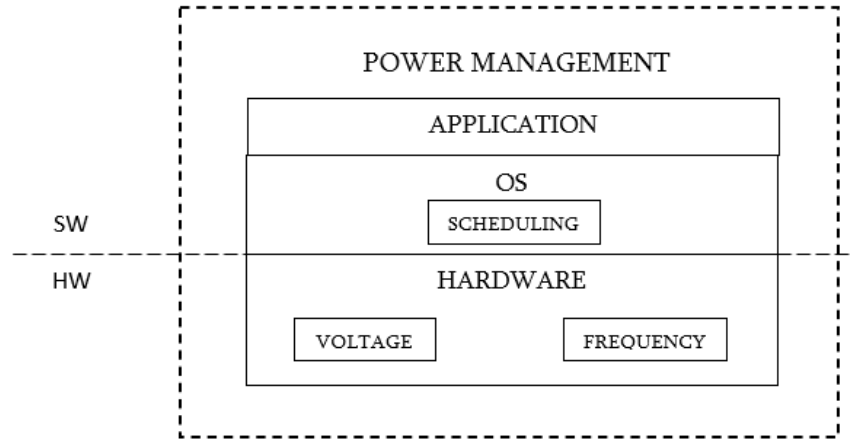 POWER MANAGEMENT
APPLICATION
OS
SW
SCHEDULING
HW
HARDWARE
VOLTAGE
FREQUENCY